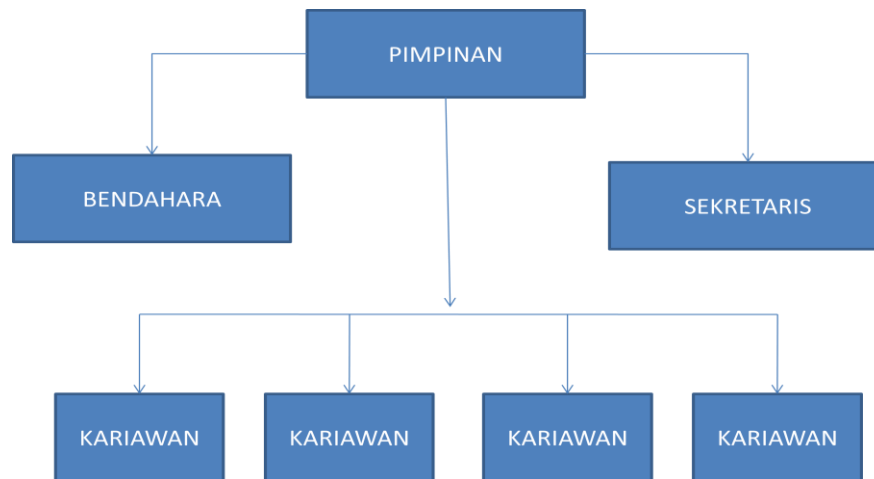 PIMPINAN
BENDAHARA
SEKRETARIS
KARIAWAN
KARIAWAN
KARIAWAN
KARIAWAN